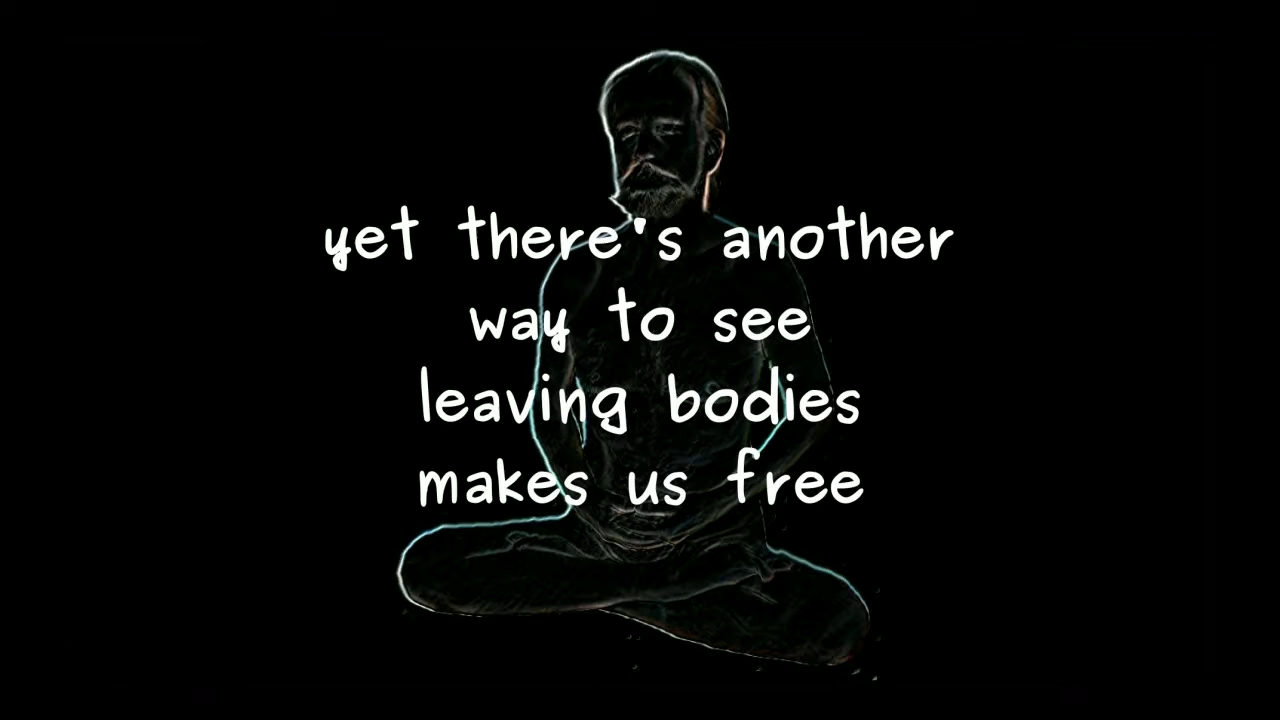 yet there's another
way to see
leaving bodies
makes us free